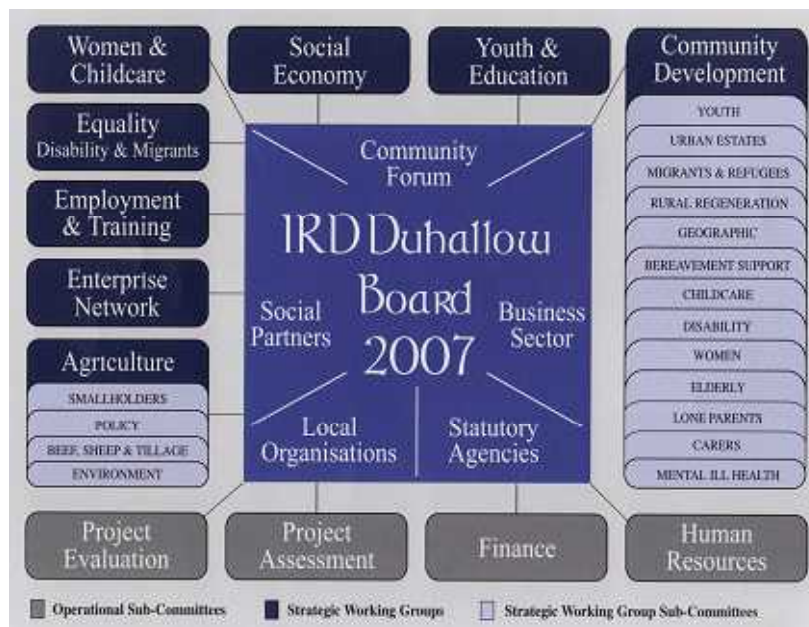 Women &
Childcare
Social
Economy
Youth &
Education
Community
Development
Equality
Disability & Migrants
Employment
& Training
Enterprise
Network
Agriculture
SMALLHOLDERS
POLICY
BEEF, SHEEP & TILLAGE
ENVIRONMENT
Community
Forum
IRD Duhallow
Board
2007
Social
Partners
Business
Sector
Local
Organisations
Statutory
Agencies
YOUTH
URBAN ESTATES
MIGRANTS & REFUGEES
RURAL REGENERATION
GEOGRAPHIC
BEREAVEMENT SUPPORT
CHILDCARE
DISABILITY
WOMEN
ELDERLY
LONE PARENTS
CARERS
MENTAL ILL HEALTH
Project
Evaluation
Project
Assessment
Finance
Human
Resources
Operational Sub-Committees
Strategic Working Groups
Strategic Working Group Sub-Committees